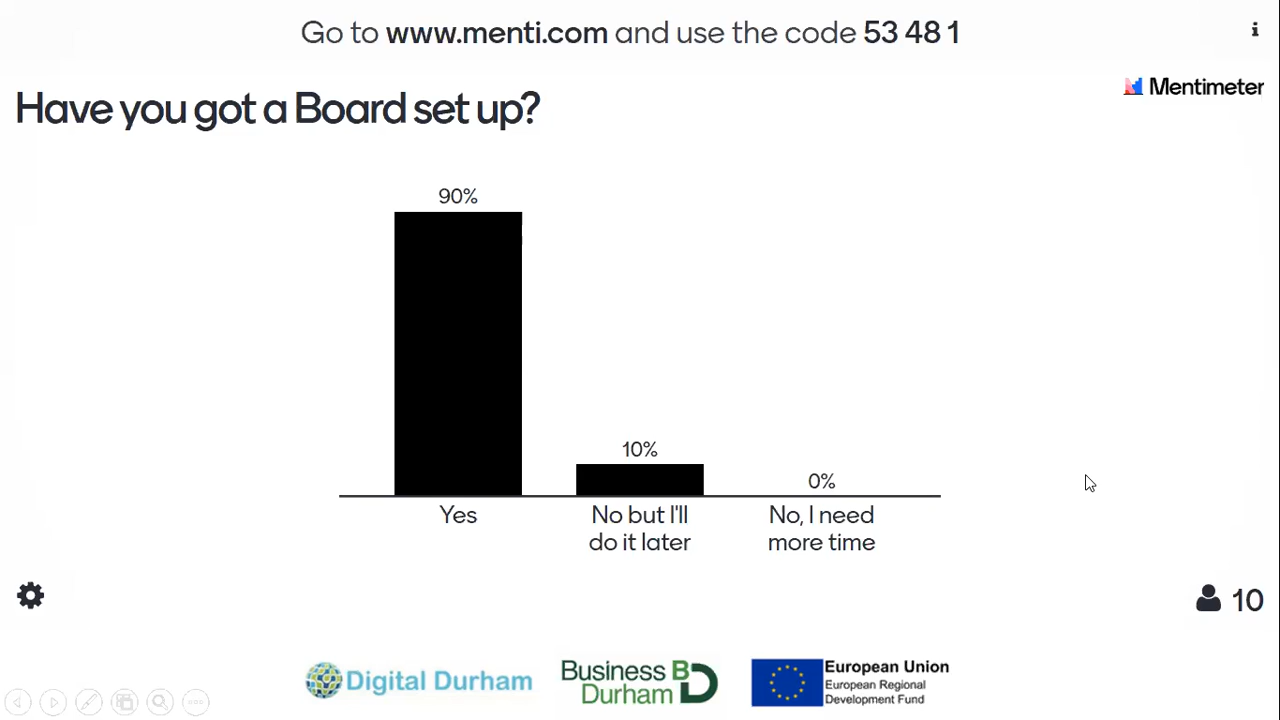 Go to www.menti.com and use the code 53 48 1
Mentimeter
Have you got a Board set up?
90%
10%
0%
Yes
No but I'll
do it later
No, I need
more time
10
Digital Durham
Business BD
Durham
European Union
European Regional
Development Fund